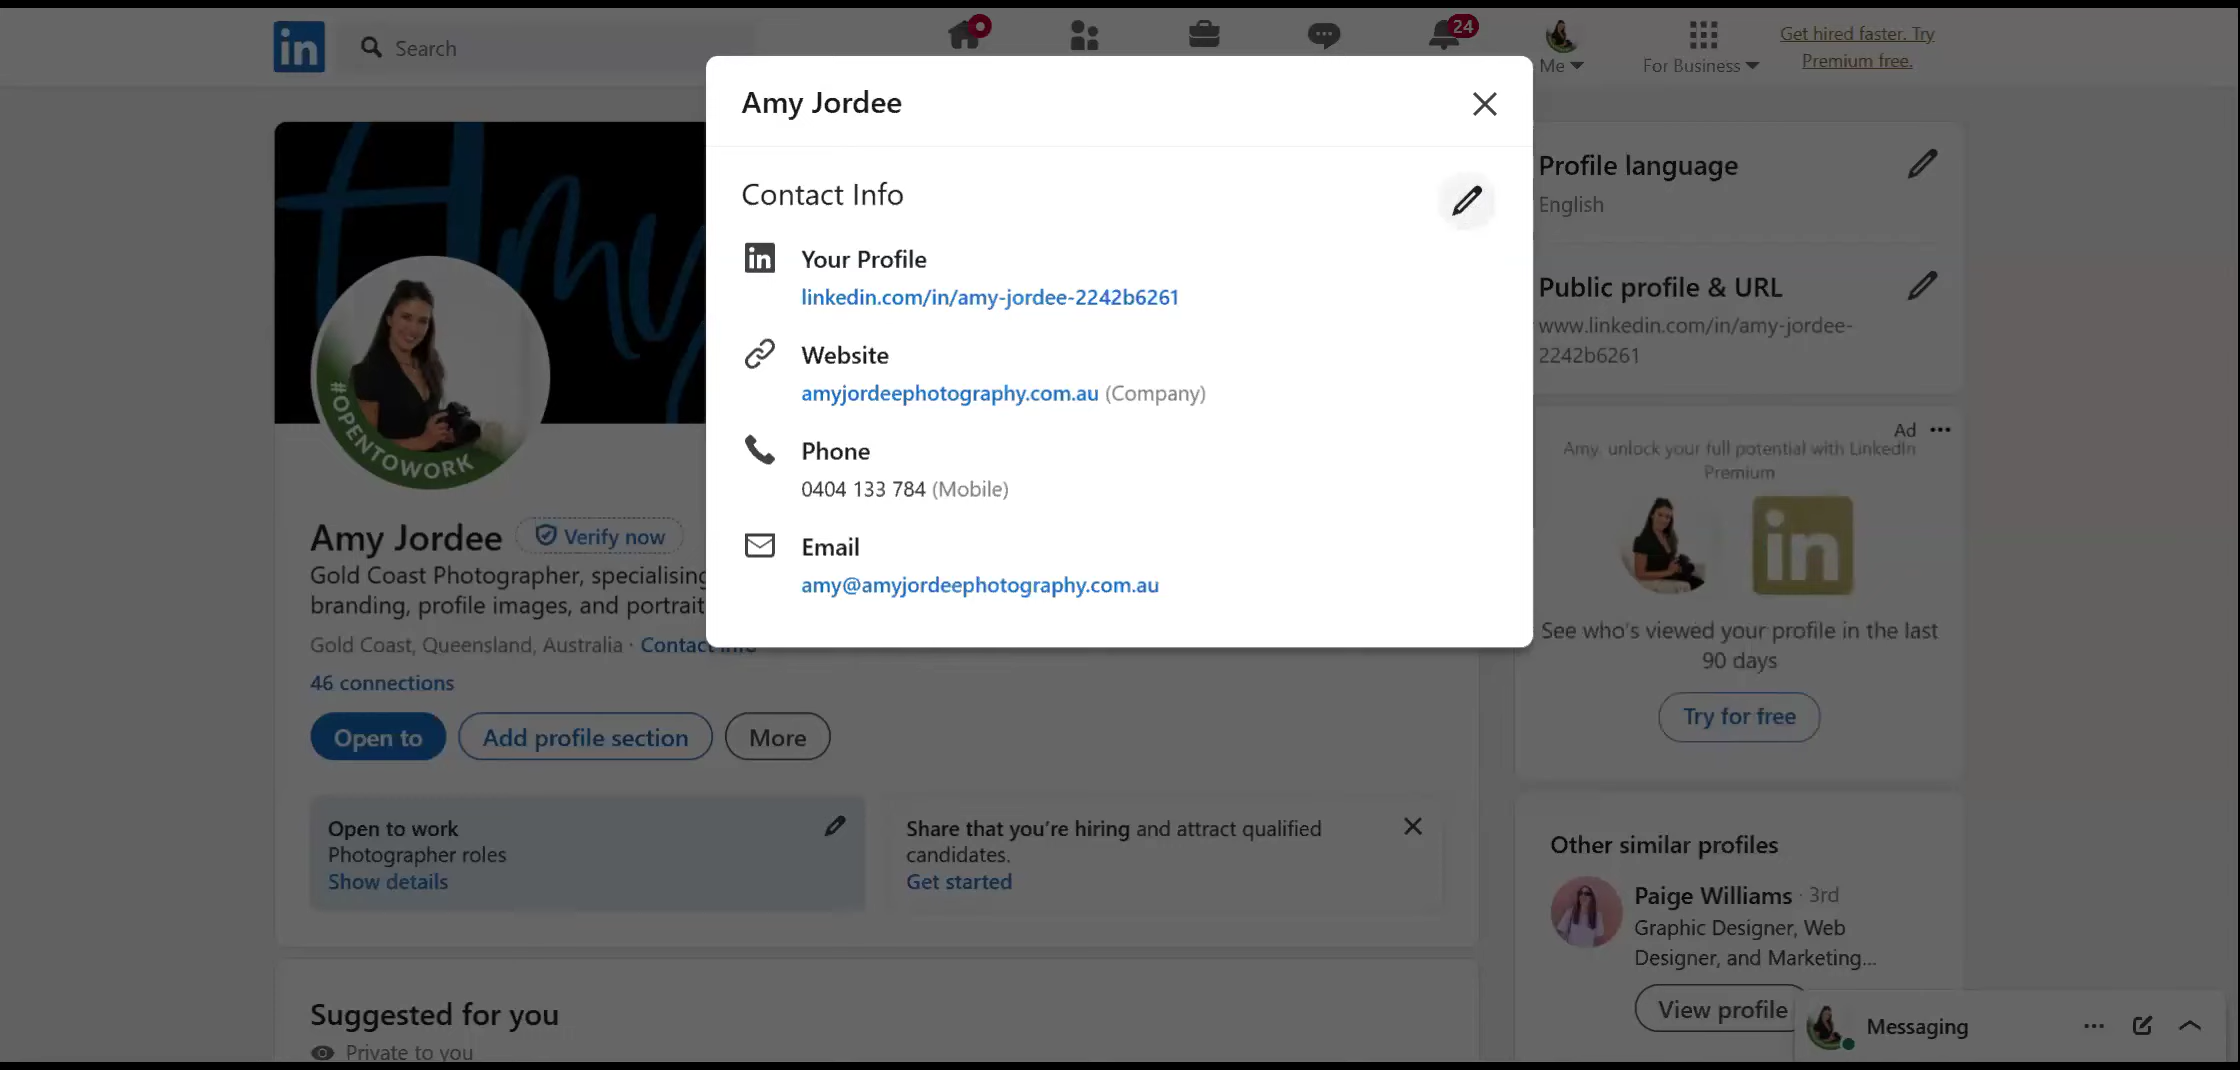 in
Search
24
Me
For Business
Get hired faster. Try
Premium free.
Amy Jordee
Contact Info
in
Your Profile
linkedin.com/in/amy-jordee-2242b6261
Website
amyjordeephotography.com.au (Company)
Phone
0404 133 784 (Mobile)
Email
amy@amyjordeephotography.com.au
Amy
#OPENTOWORK
Amy Jordee
Verify now
Gold Coast Photographer, specialising
branding, profile images, and portrait
Gold Coast, Queensland, Australia · Contact info
46 connections
Open to
Add profile section
More
Open to work
Photographer roles
Show details
Share that you're hiring and attract qualified
candidates.
Get started
Suggested for you
Private to you
Profile language
English
Public profile & URL
www.linkedin.com/in/amy-jordee-
2242b6261
Ad
Amy, unlock your full potential with LinkedIn
Premium
in
See who's viewed your profile in the last
90 days
Try for free
Other similar profiles
Paige Williams · 3rd
Graphic Designer, Web
Designer, and Marketing...
View profile
Messaging